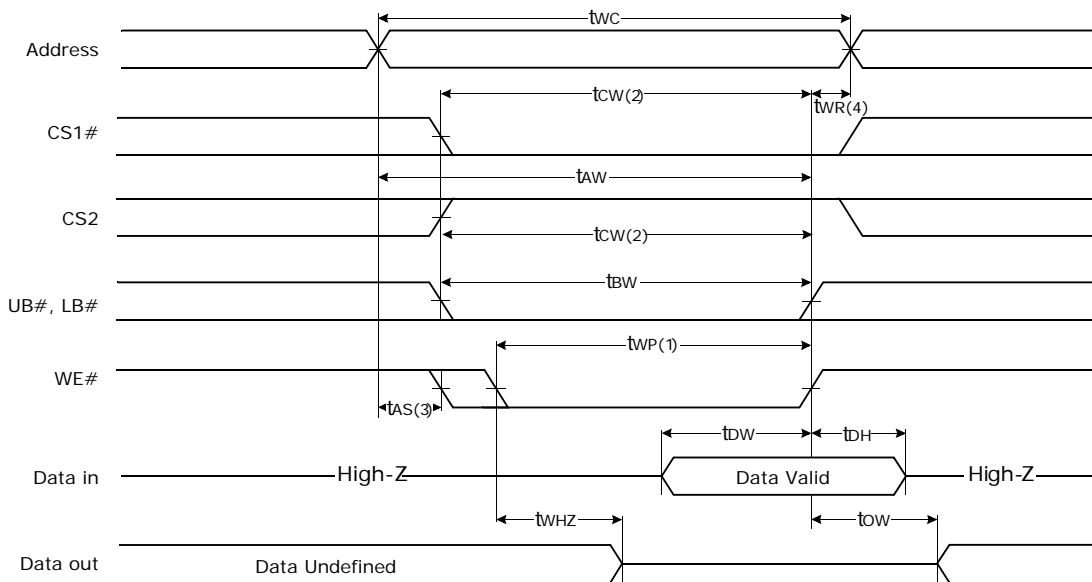 tWC
Address
tCW(2)
tWR(4)
CS1#
tAW
CS2
tCW(2)
tBW
UB#, LB#
tWP(1)
WE#
tAS(3)
tDW
tDH
Data in
High-Z
Data Valid
High-Z
tWHZ
tOW
Data out
Data Undefined